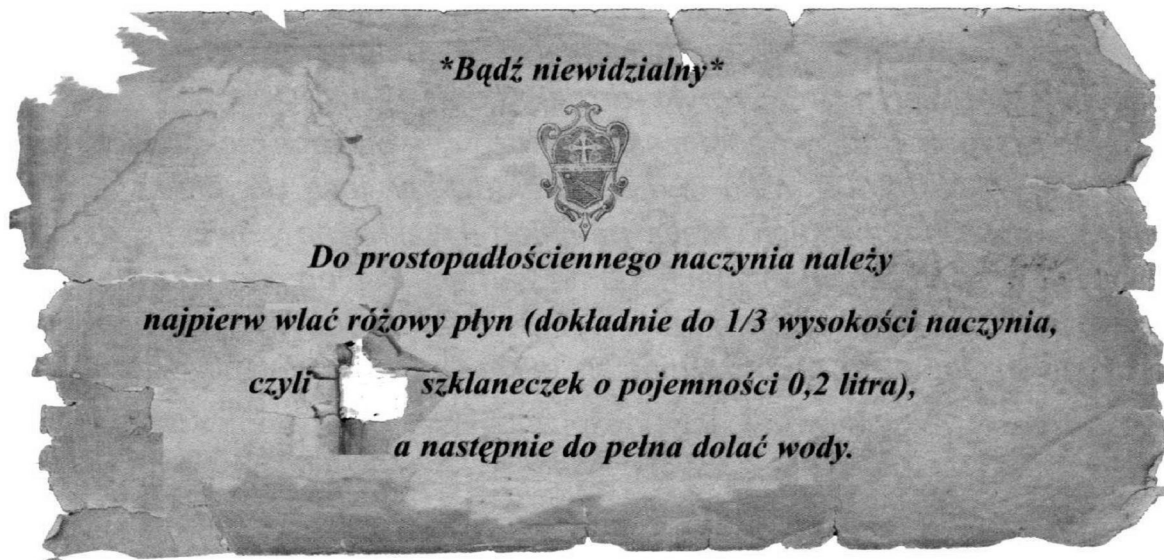 *Bądź niewidzialny*
Do prostopadłościennego naczynia należy
najpierw wlać różowy płyn (dokładnie do 1/3 wysokości naczynia,
czyli szklaneczek o pojemności 0,2 litra),
a następnie do pełna dolać wody.